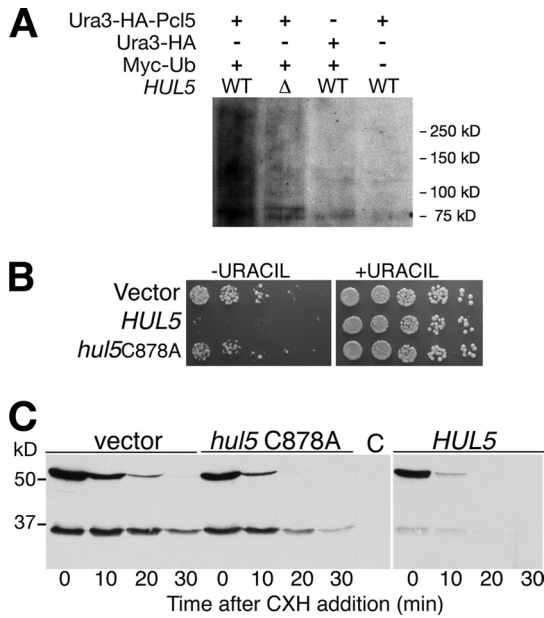 A
Ura3-HA-Pcl5 + + - +
Ura3-HA - - + -
Myc-Ub + + + -
HUL5 WT Δ WT WT
- 250 kD
- 150 kD
- 100 kD
- 75 kD
B
-URACIL +URACIL
Vector
HUL5
hul5C878A
C
kD vector hul5 C878A C HUL5
50
37
0 10 20 30 0 10 20 30 0 10 20 30
Time after CXH addition (min)